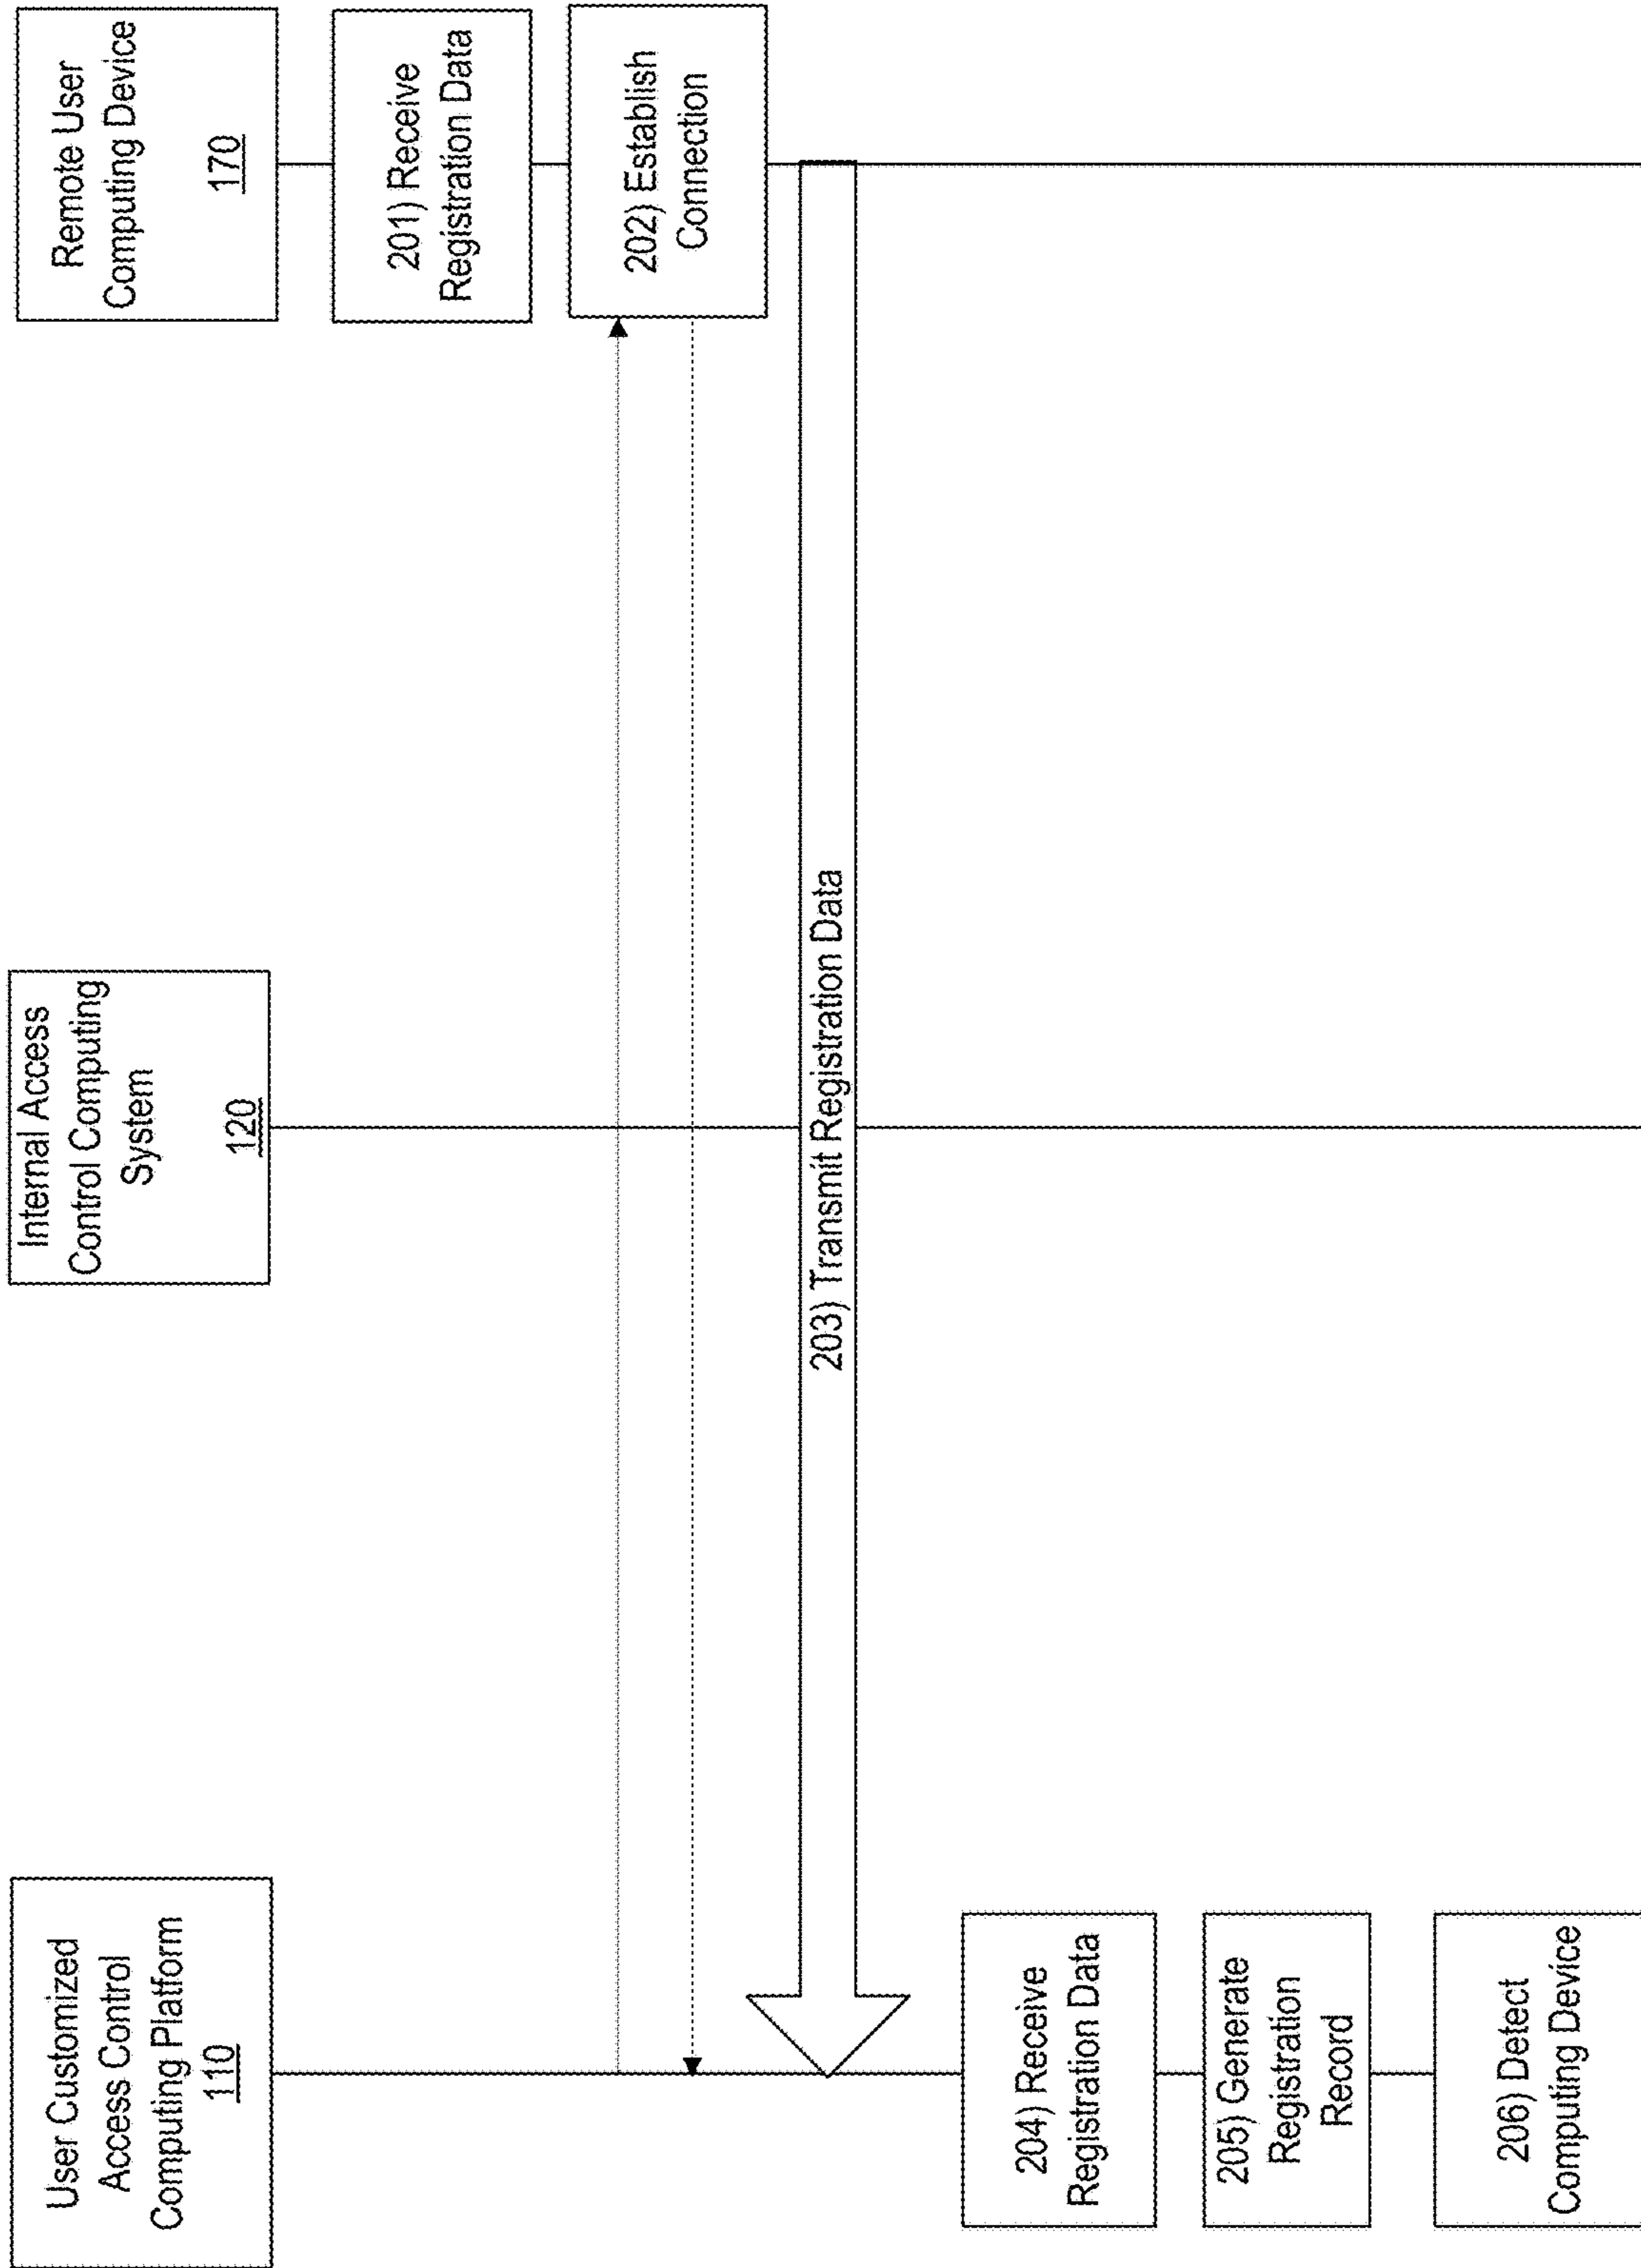 User Customized
Access Control
Computing Platform
110
Internal Access
Control Computing
System
120
Remote User
Computing Device
170
201) Receive
Registration Data
202) Establish
Connection
203) Transmit Registration Data
204) Receive
Registration Data
205) Generate
Registration
Record
206) Detect
Computing Device